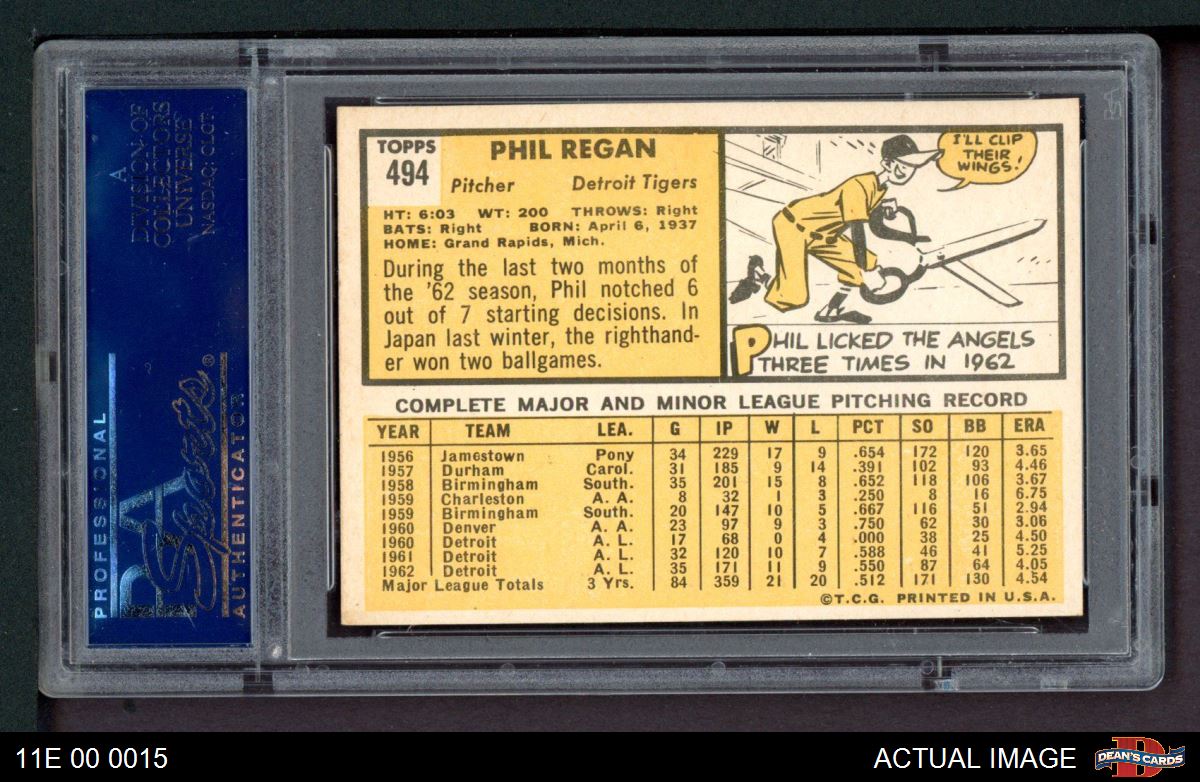 A
DIVISION OF
COLLECTORS
UNIVERSE
NASDAQ: CLCT
PROFESSIONAL
PSA
Sports®
AUTHENTICATOR
TOPPS
494
PHIL REGAN
Pitcher Detroit Tigers
HT: 6:03 WT: 200 THROWS: Right
BATS: Right BORN: April 6, 1937
HOME: Grand Rapids, Mich.
During the last two months of
the '62 season, Phil notched 6
out of 7 starting decisions. In
Japan last winter, the righthand-
er won two ballgames.
I'LL CLIP
THEIR
WINGS!
PHIL LICKED THE ANGELS
THREE TIMES IN 1962
COMPLETE MAJOR AND MINOR LEAGUE PITCHING RECORD
YEAR TEAM LEA. G IP W L PCT SO BB ERA
1956 Jamestown Pony 34 229 17 9 .654 172 120 3.65
1957 Durham Carol. 31 185 9 14 .391 102 93 4.46
1958 Birmingham South. 35 201 15 8 .652 118 106 3.67
1959 Charleston A. A. 8 32 1 3 .250 8 16 6.75
1959 Birmingham South. 20 147 10 5 .667 116 51 2.94
1960 Denver A. A. 23 97 9 3 .750 62 30 3.06
1960 Detroit A. L. 17 68 0 4 .000 38 25 4.50
1961 Detroit A. L. 32 120 10 7 .588 46 41 5.25
1962 Detroit A. L. 35 171 11 9 .550 87 64 4.05
Major League Totals 3 Yrs. 84 359 21 20 .512 171 130 4.54
©T.C.G. PRINTED IN U.S.A.
11E 00 0015
ACTUAL IMAGE
D
DEAN'S CARDS